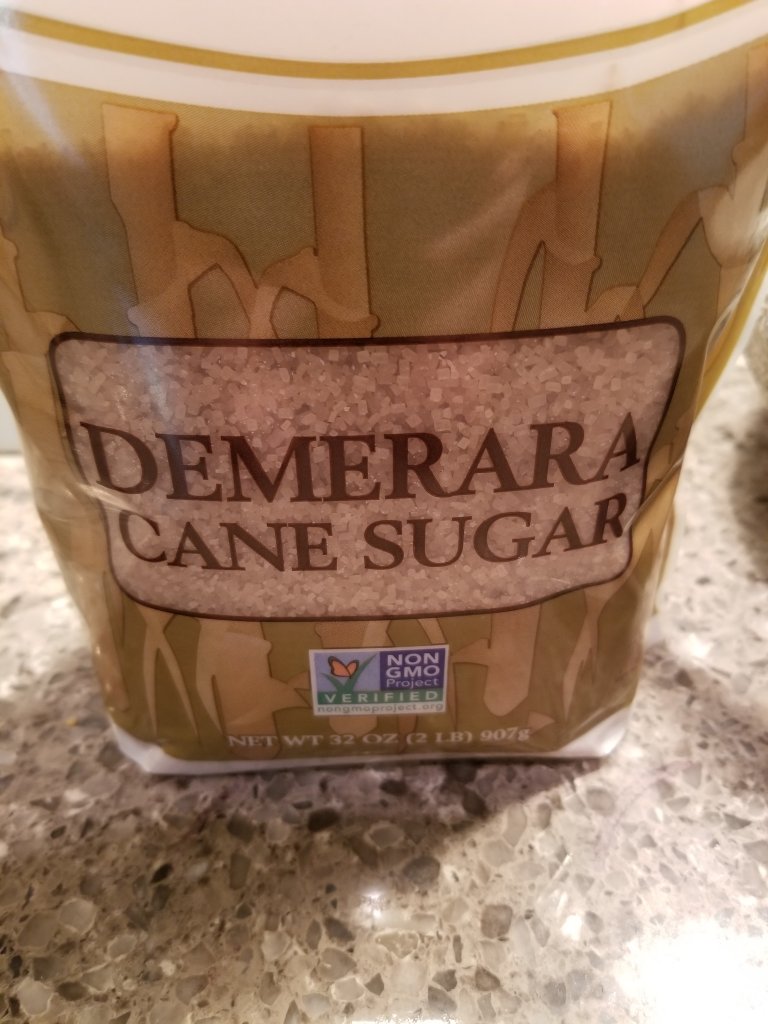 DEMERARA
CANE SUGAR
NON
GMO
Project
VERIFIED
nongmoproject.org
NET WT 32 OZ (2 LB) 907g